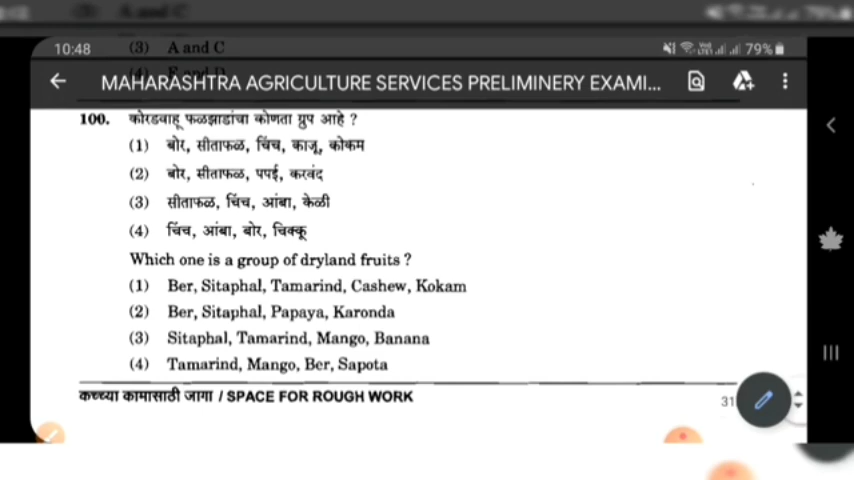 (3) A and C
10:48 (3) A and C 79%
MAHARASHTRA AGRICULTURE SERVICES PRELIMINERY EXAMI...
100. कोरडवाहू फळझाडांचा कोणता ग्रुप आहे ?
(1) बोर, सीताफळ, चिंच, काजू, कोकम
(2) बोर, सीताफळ, पपई, करवंद
(3) सीताफळ, चिंच, आंबा, केळी
(4) चिंच, आंबा, बोर, चिक्कू
Which one is a group of dryland fruits ?
(1) Ber, Sitaphal, Tamarind, Cashew, Kokam
(2) Ber, Sitaphal, Papaya, Karonda
(3) Sitaphal, Tamarind, Mango, Banana
(4) Tamarind, Mango, Ber, Sapota
कच्च्या कामासाठी जागा / SPACE FOR ROUGH WORK
31